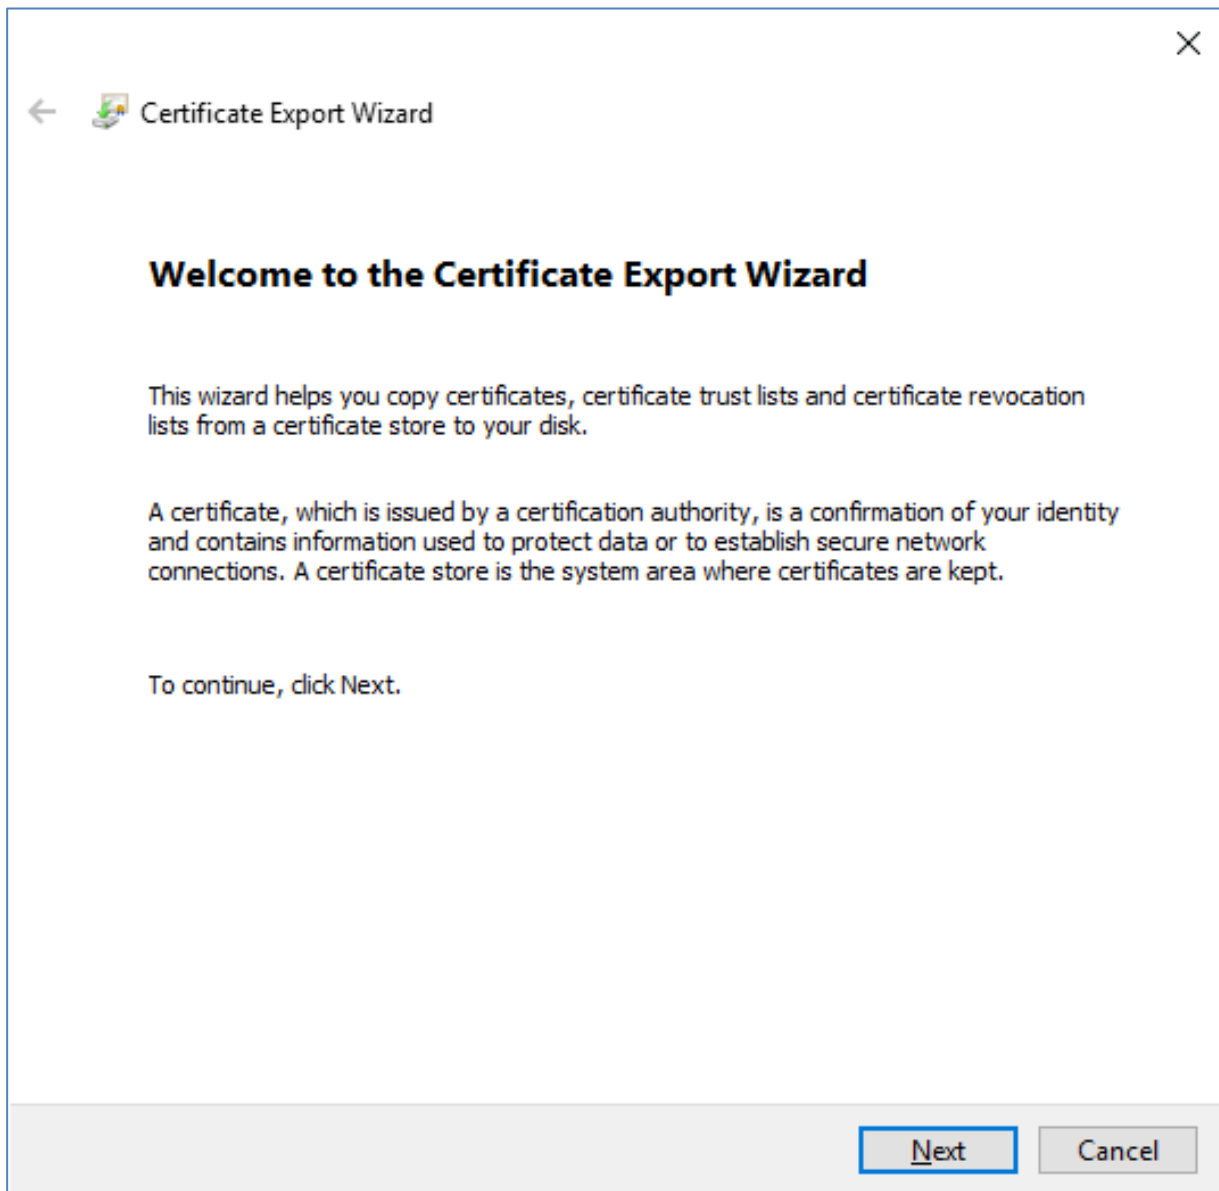 Certificate Export Wizard
Welcome to the Certificate Export Wizard
This wizard helps you copy certificates, certificate trust lists and certificate revocation
lists from a certificate store to your disk.
A certificate, which is issued by a certification authority, is a confirmation of your identity
and contains information used to protect data or to establish secure network
connections. A certificate store is the system area where certificates are kept.
To continue, click Next.
Next
Cancel